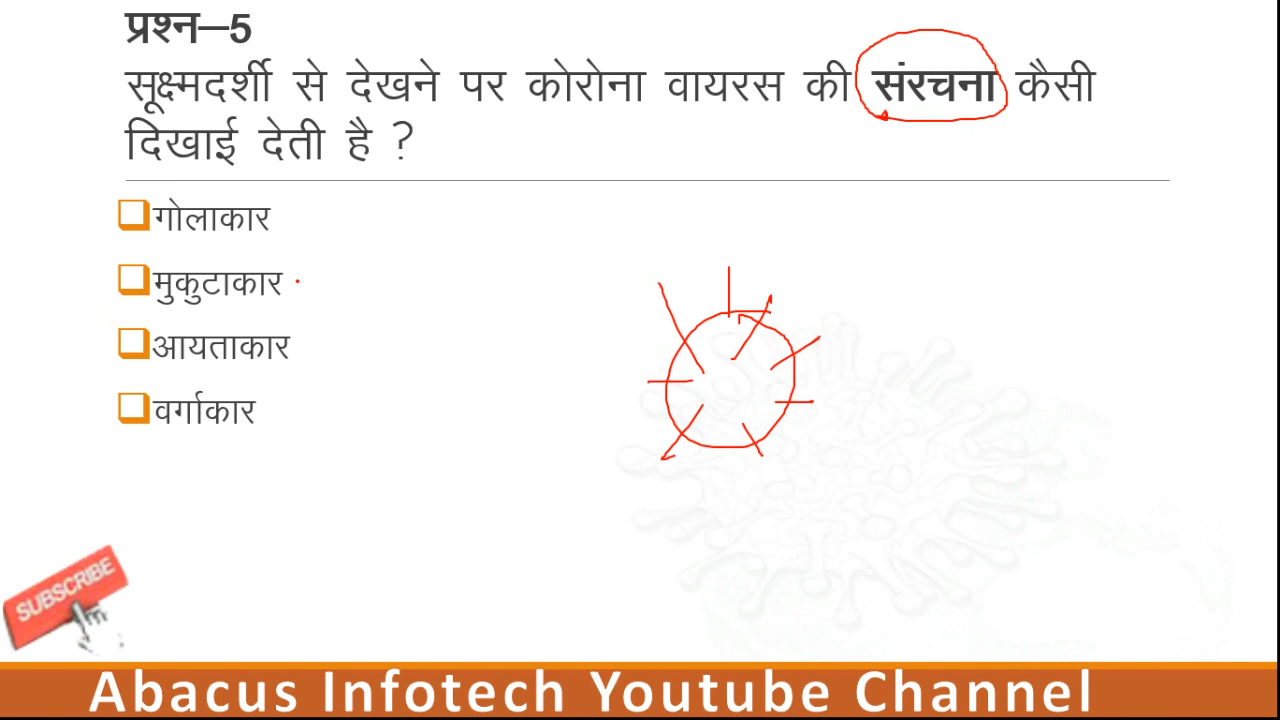 प्रश्न–5
सूक्ष्मदर्शी से देखने पर कोरोना वायरस की संरचना कैसी
दिखाई देती है ?
गोलाकार
मुकुटाकार
आयताकार
वर्गाकार
SUBSCRIBE
Abacus Infotech Youtube Channel